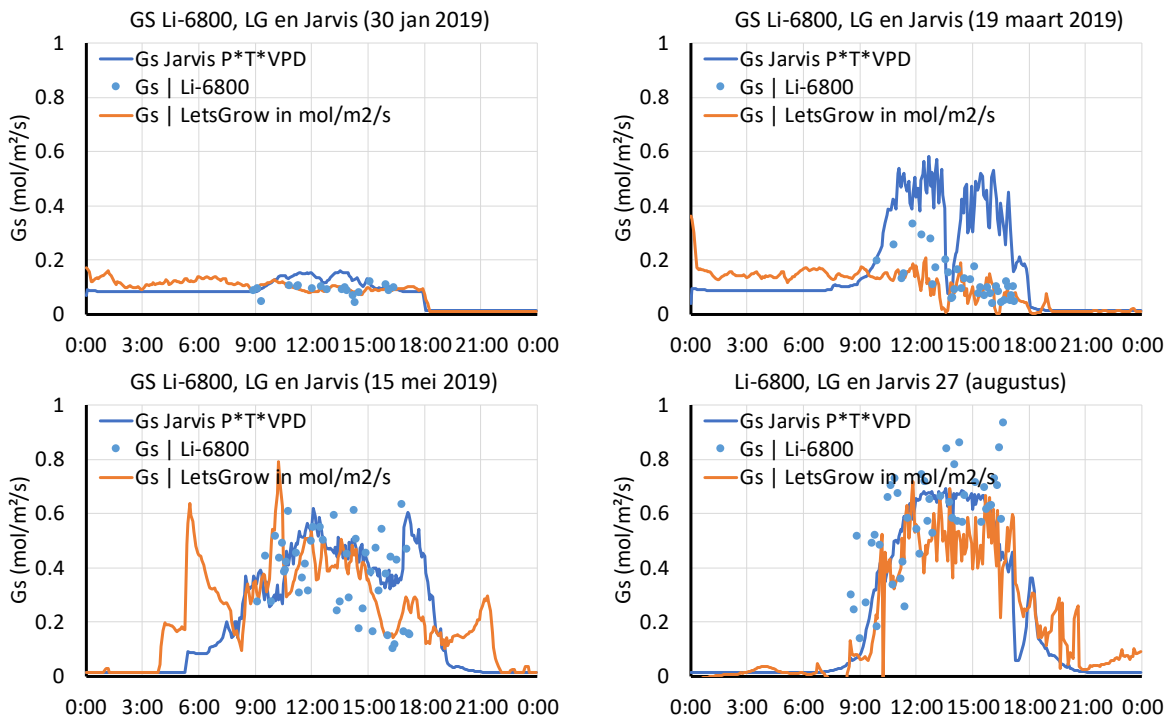 GS Li-6800, LG en Jarvis (30 jan 2019)
1
0.8
0.6
0.4
0.2
0
Gs (mol/m²/s)
Gs Jarvis P*T*VPD
Gs | Li-6800
Gs | LetsGrow in mol/m2/s
0:00 3:00 6:00 9:00 12:00 15:00 18:00 21:00 0:00
GS Li-6800, LG en Jarvis (19 maart 2019)
1
0.8
0.6
0.4
0.2
0
Gs (mol/m²/s)
Gs Jarvis P*T*VPD
Gs | Li-6800
Gs | LetsGrow in mol/m2/s
0:00 3:00 6:00 9:00 12:00 15:00 18:00 21:00 0:00
GS Li-6800, LG en Jarvis (15 mei 2019)
1
0.8
0.6
0.4
0.2
0
Gs (mol/m²/s)
Gs Jarvis P*T*VPD
Gs | Li-6800
Gs | LetsGrow in mol/m2/s
0:00 3:00 6:00 9:00 12:00 15:00 18:00 21:00 0:00
Li-6800, LG en Jarvis 27 (augustus)
1
0.8
0.6
0.4
0.2
0
Gs (mol/m²/s)
Gs Jarvis P*T*VPD
Gs | Li-6800
Gs | LetsGrow in mol/m2/s
0:00 3:00 6:00 9:00 12:00 15:00 18:00 21:00 0:00